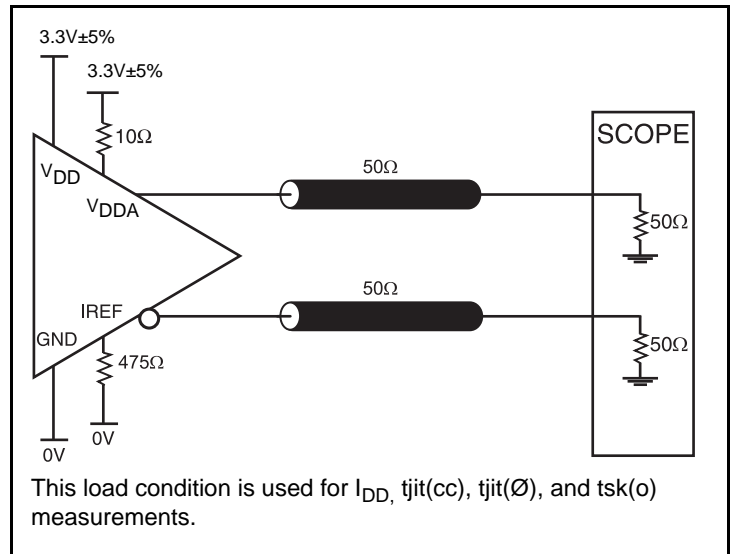 3.3V±5%
3.3V±5%
10Ω
SCOPE
VDD
50Ω
VDDA
50Ω
50Ω
IREF
GND
50Ω
475Ω
0V
0V
This load condition is used for IDD, tjit(cc), tjit(Ø), and tsk(o)
measurements.